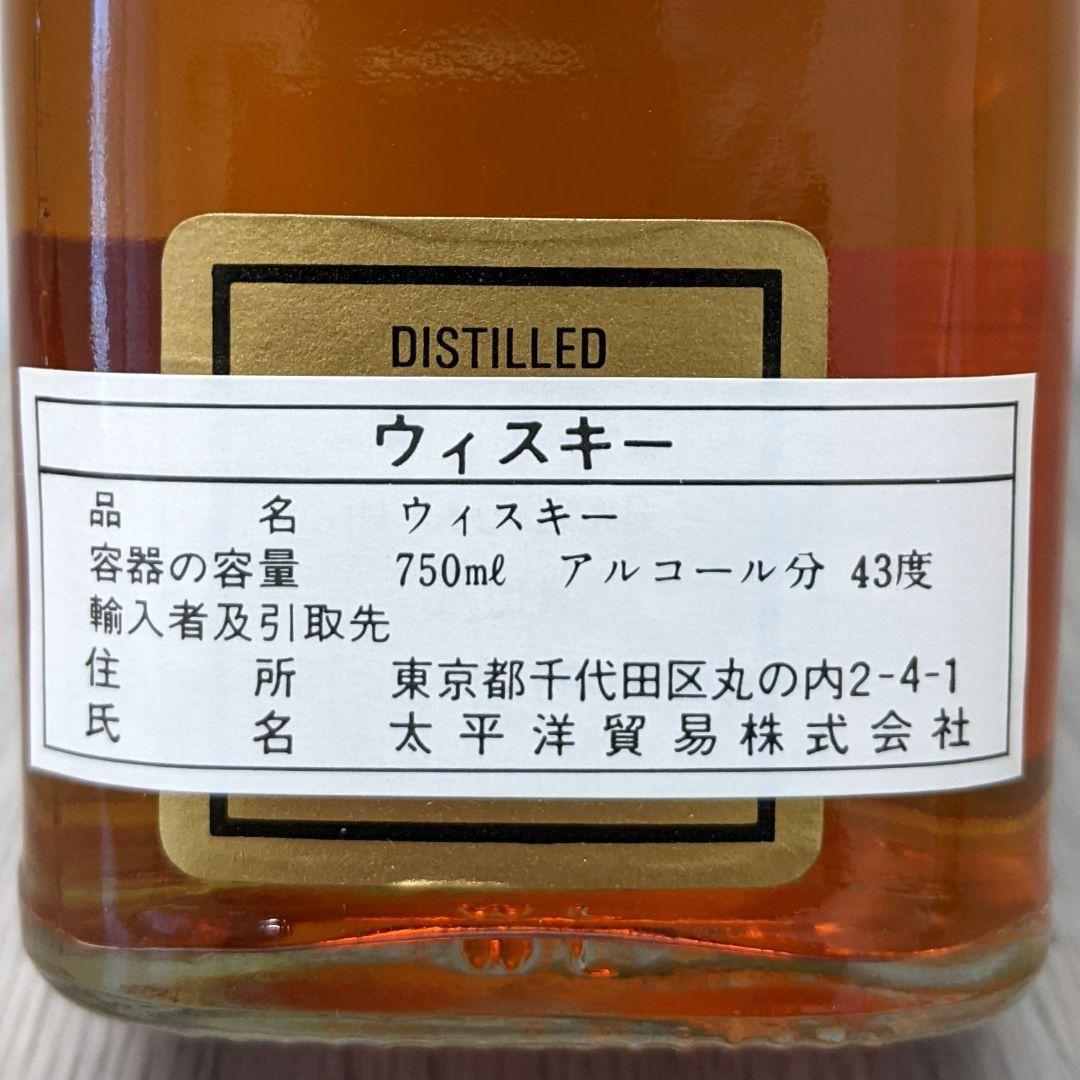 DISTILLED
ウィスキー
品名 ウィスキー
容器の容量 750mℓ アルコール分 43度
輸入者及引取先
住所 東京都千代田区丸の内2-4-1
氏名 太平洋貿易株式会社